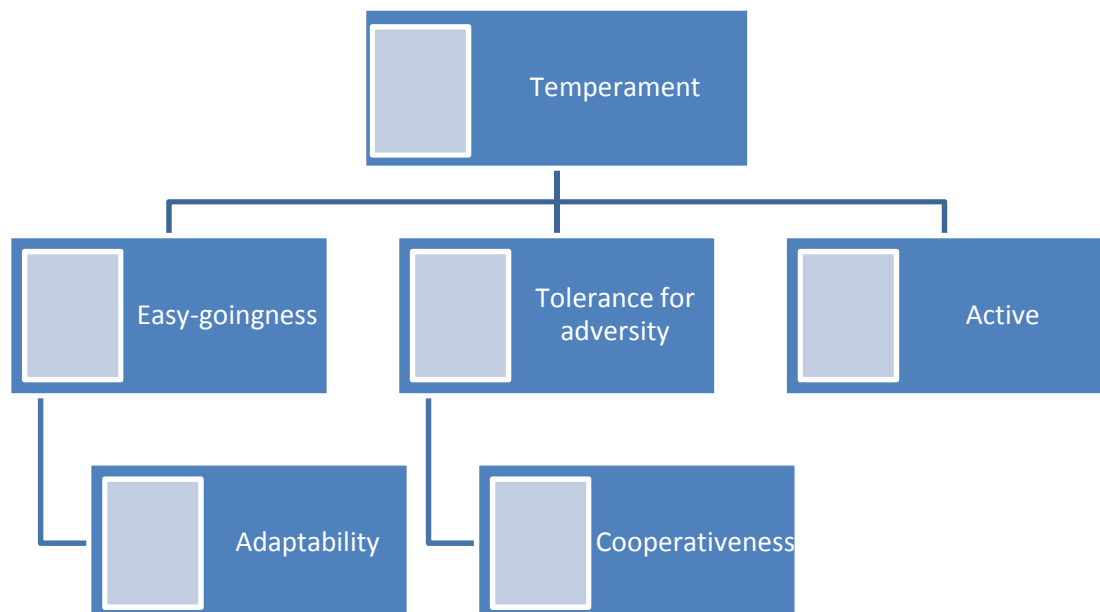 Temperament
Easy-goingness
Tolerance for
adversity
Active
Adaptability
Cooperativeness